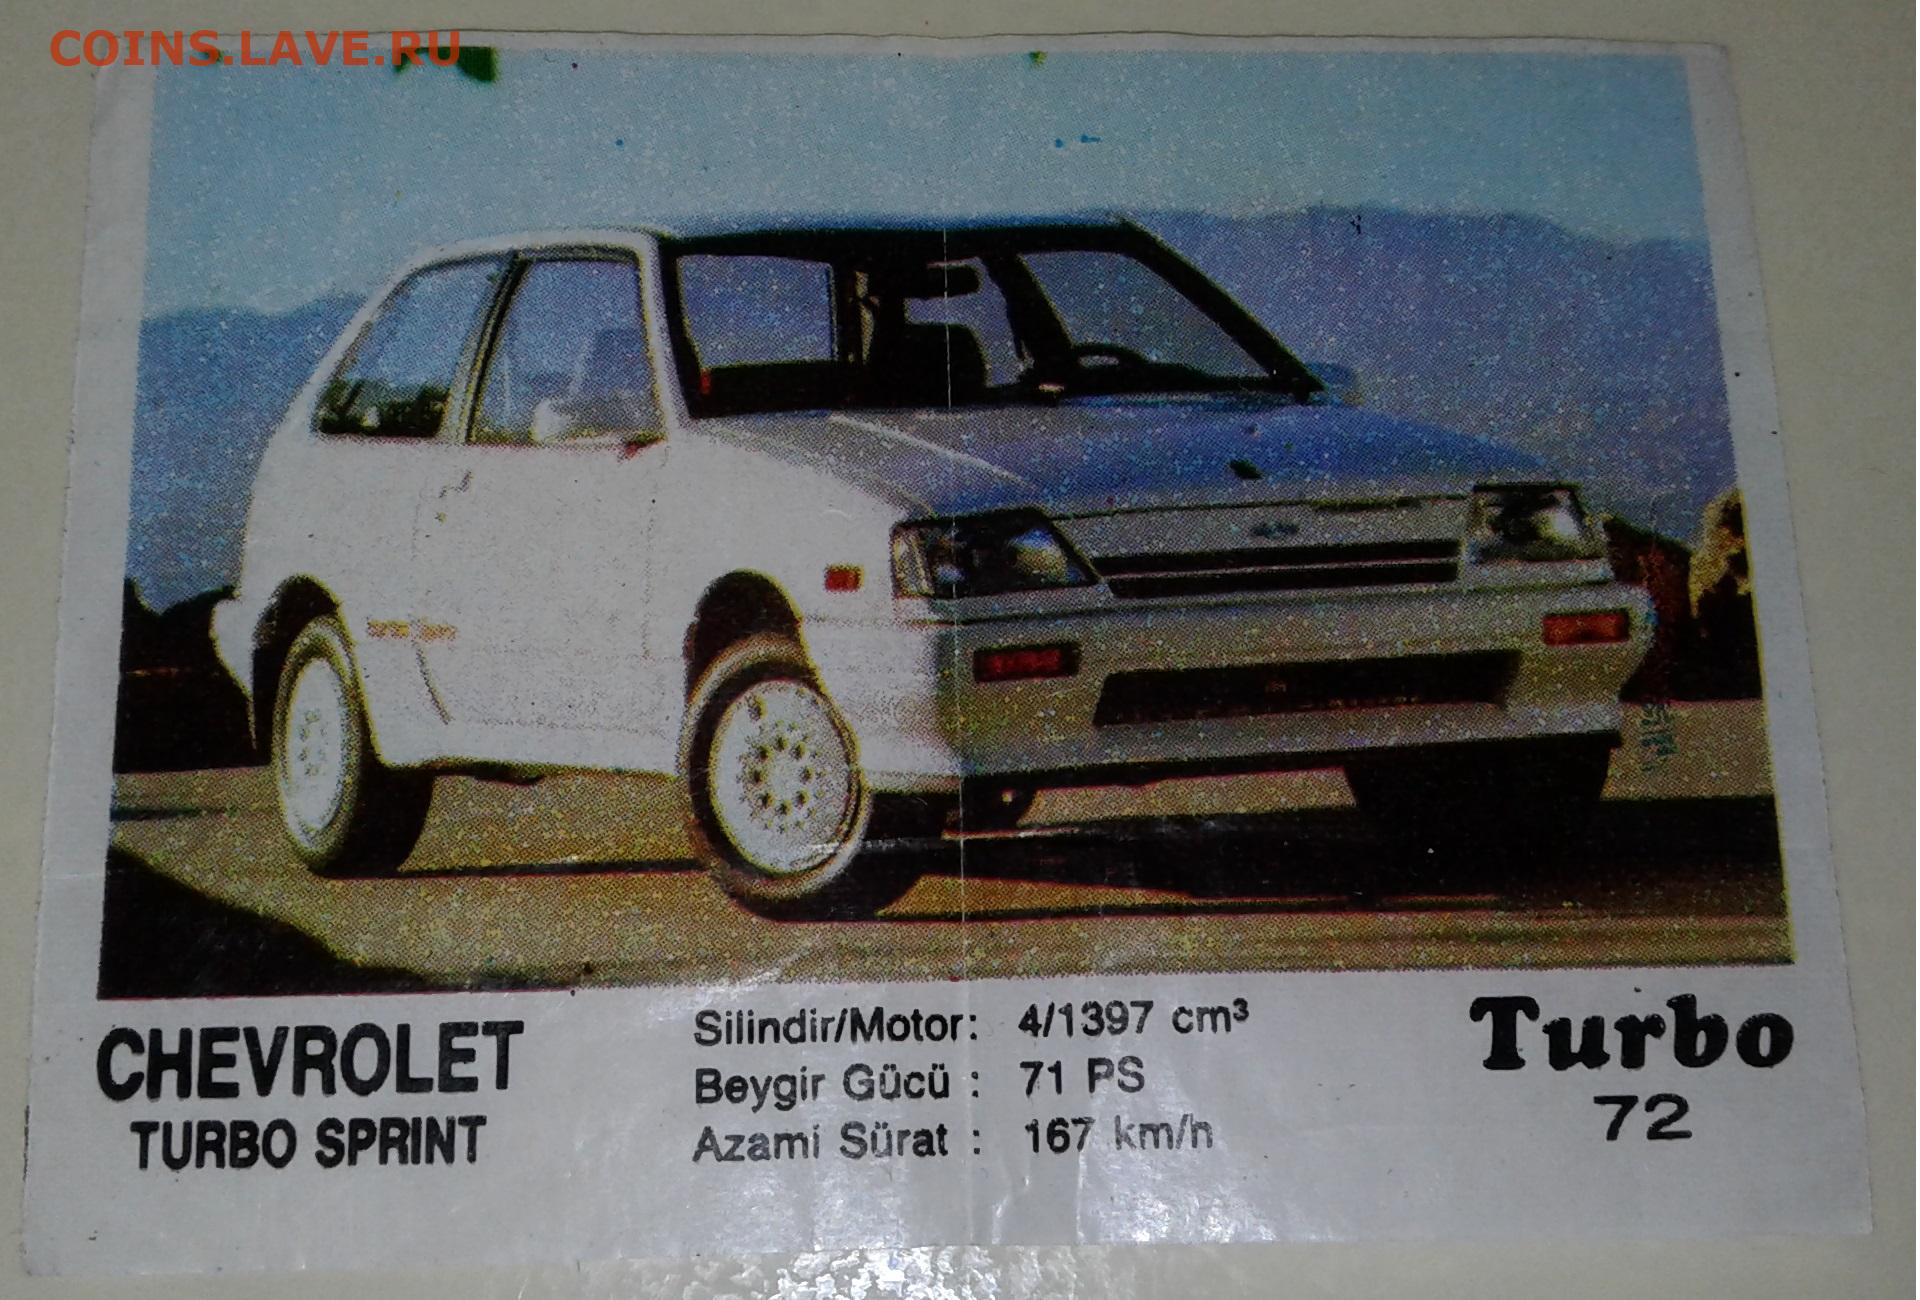 COINS.LAVE.RU
CHEVROLET
TURBO SPRINT
Silindir/Motor: 4/1397 cm³
Beygir Gücü : 71 PS
Azami Sürat : 167 km/h
Turbo
72